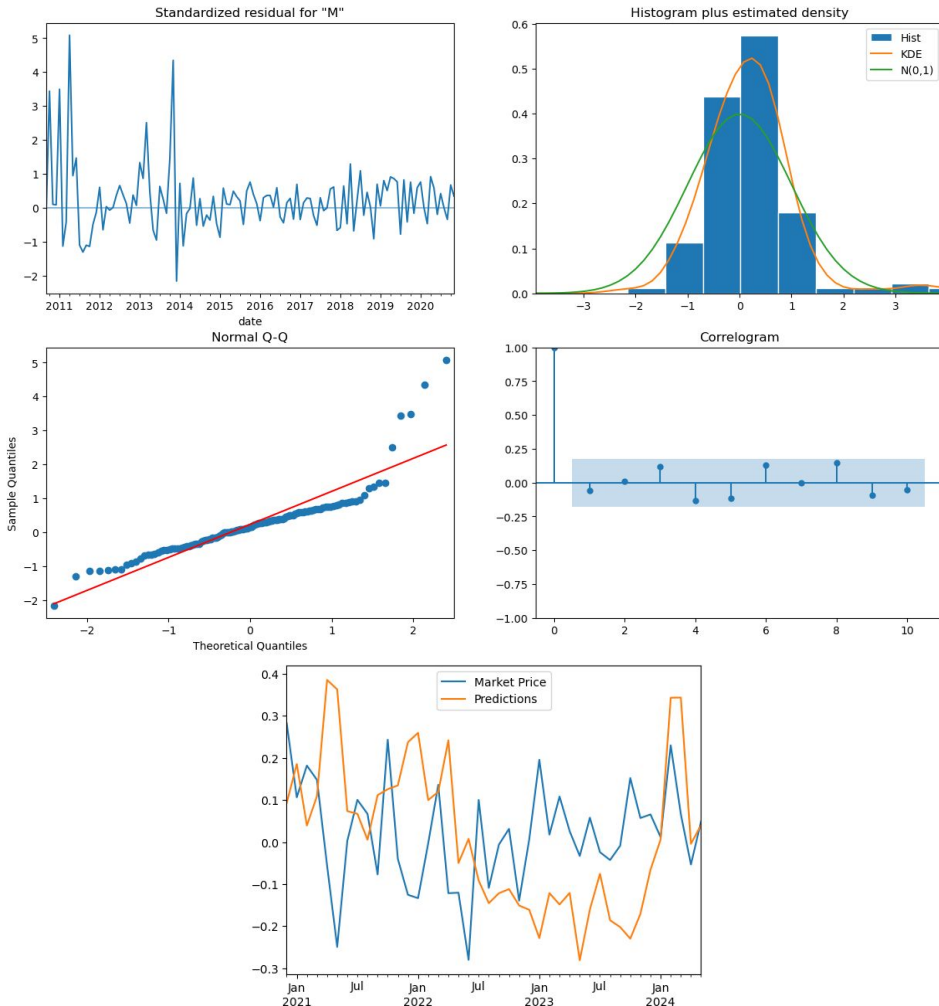 Standardized residual for "M"
5
4
3
2
1
0
−1
−2
2011 2012 2013 2014 2015 2016 2017 2018 2019 2020
date
Histogram plus estimated density
Hist
KDE
N(0,1)
0.6
0.5
0.4
0.3
0.2
0.1
0.0
−3 −2 −1 0 1 2 3
Normal Q-Q
Sample Quantiles
5
4
3
2
1
0
−1
−2
−2 −1 0 1 2
Theoretical Quantiles
Correlogram
1.00
0.75
0.50
0.25
0.00
−0.25
−0.50
−0.75
−1.00
0 2 4 6 8 10
Market Price
Predictions
0.4
0.3
0.2
0.1
0.0
−0.1
−0.2
−0.3
Jan Jul Jan Jul Jan Jul Jan
2021 2022 2023 2024